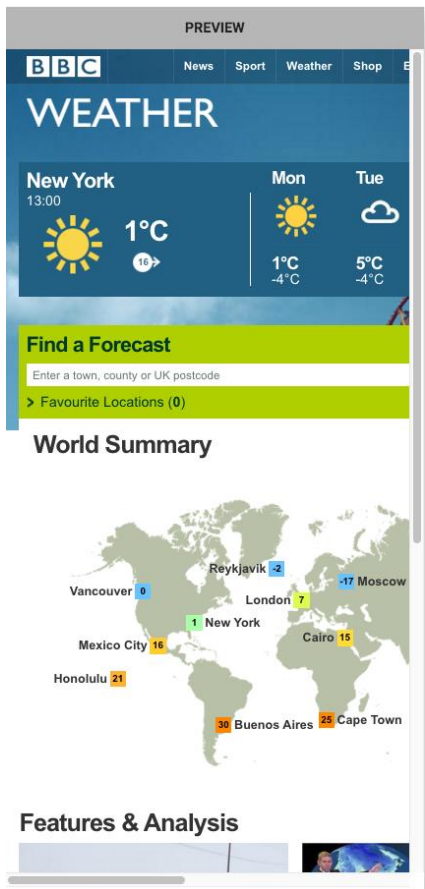 PREVIEW
BBC News Sport Weather Shop E
WEATHER
New York Mon Tue
13:00
1°C
16
1°C 5°C
-4°C -4°C
Find a Forecast
Enter a town, county or UK postcode
> Favourite Locations (0)
World Summary
Reykjavik -2
-17 Moscow
Vancouver 0
London 7
1 New York
Cairo 15
Mexico City 16
Honolulu 21
30 Buenos Aires
25 Cape Town
Features & Analysis